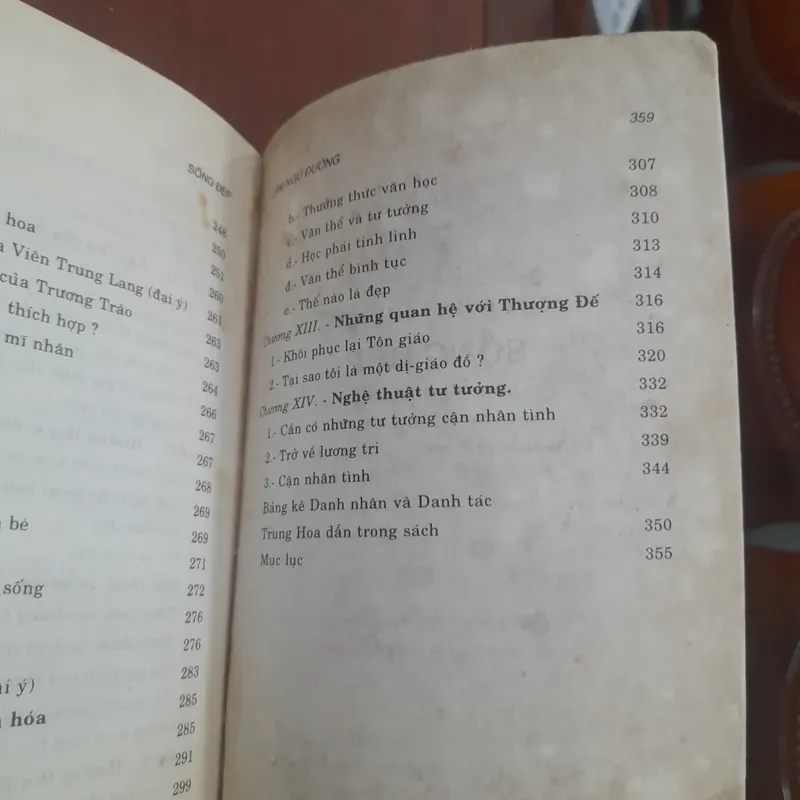 SỐNG ĐẸP
248
hoa 250
Viên Trung Lang (đại ý) 251
của Trương Trào 260
thích hợp ? 261
mĩ nhân 263
263
264
266
267
267
268
269
bè 269
271
sống 272
276
276
283
ý) 285
hóa 285
291
299
NGỮ ĐƯỜNG 359
b.- Thưởng thức văn học 307
c.- Văn thể và tư tưởng 308
d.- Học phái tính linh 310
đ.- Văn thể bình tục 313
e.- Thế nào là đẹp 314
Chương XIII. - Những quan hệ với Thượng Đế 316
1.- Khôi phục lại Tôn giáo 316
2.- Tại sao tôi là một dị-giáo đồ ? 320
Chương XIV. - Nghệ thuật tư tưởng. 332
1.- Cần có những tư tưởng cận nhân tình 332
2.- Trở về lương tri 339
3.- Cận nhân tình 344
Bảng kê Danh nhân và Danh tác
Trung Hoa dẫn trong sách 350
Mục lục 355